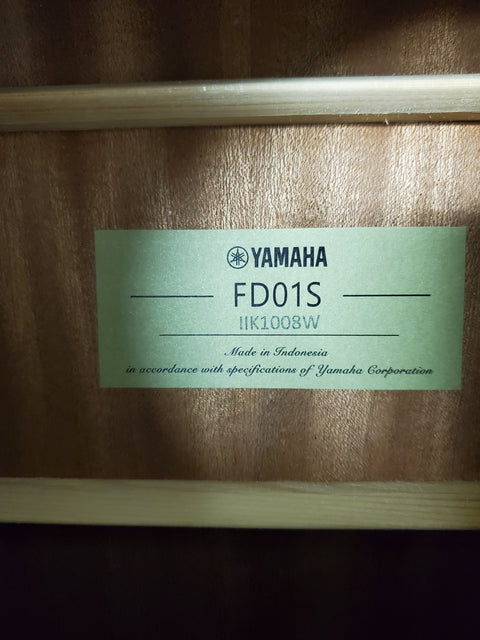 YAMAHA
FD01S
IIK1008W
Made in Indonesia
in accordance with specifications of Yamaha Corporation